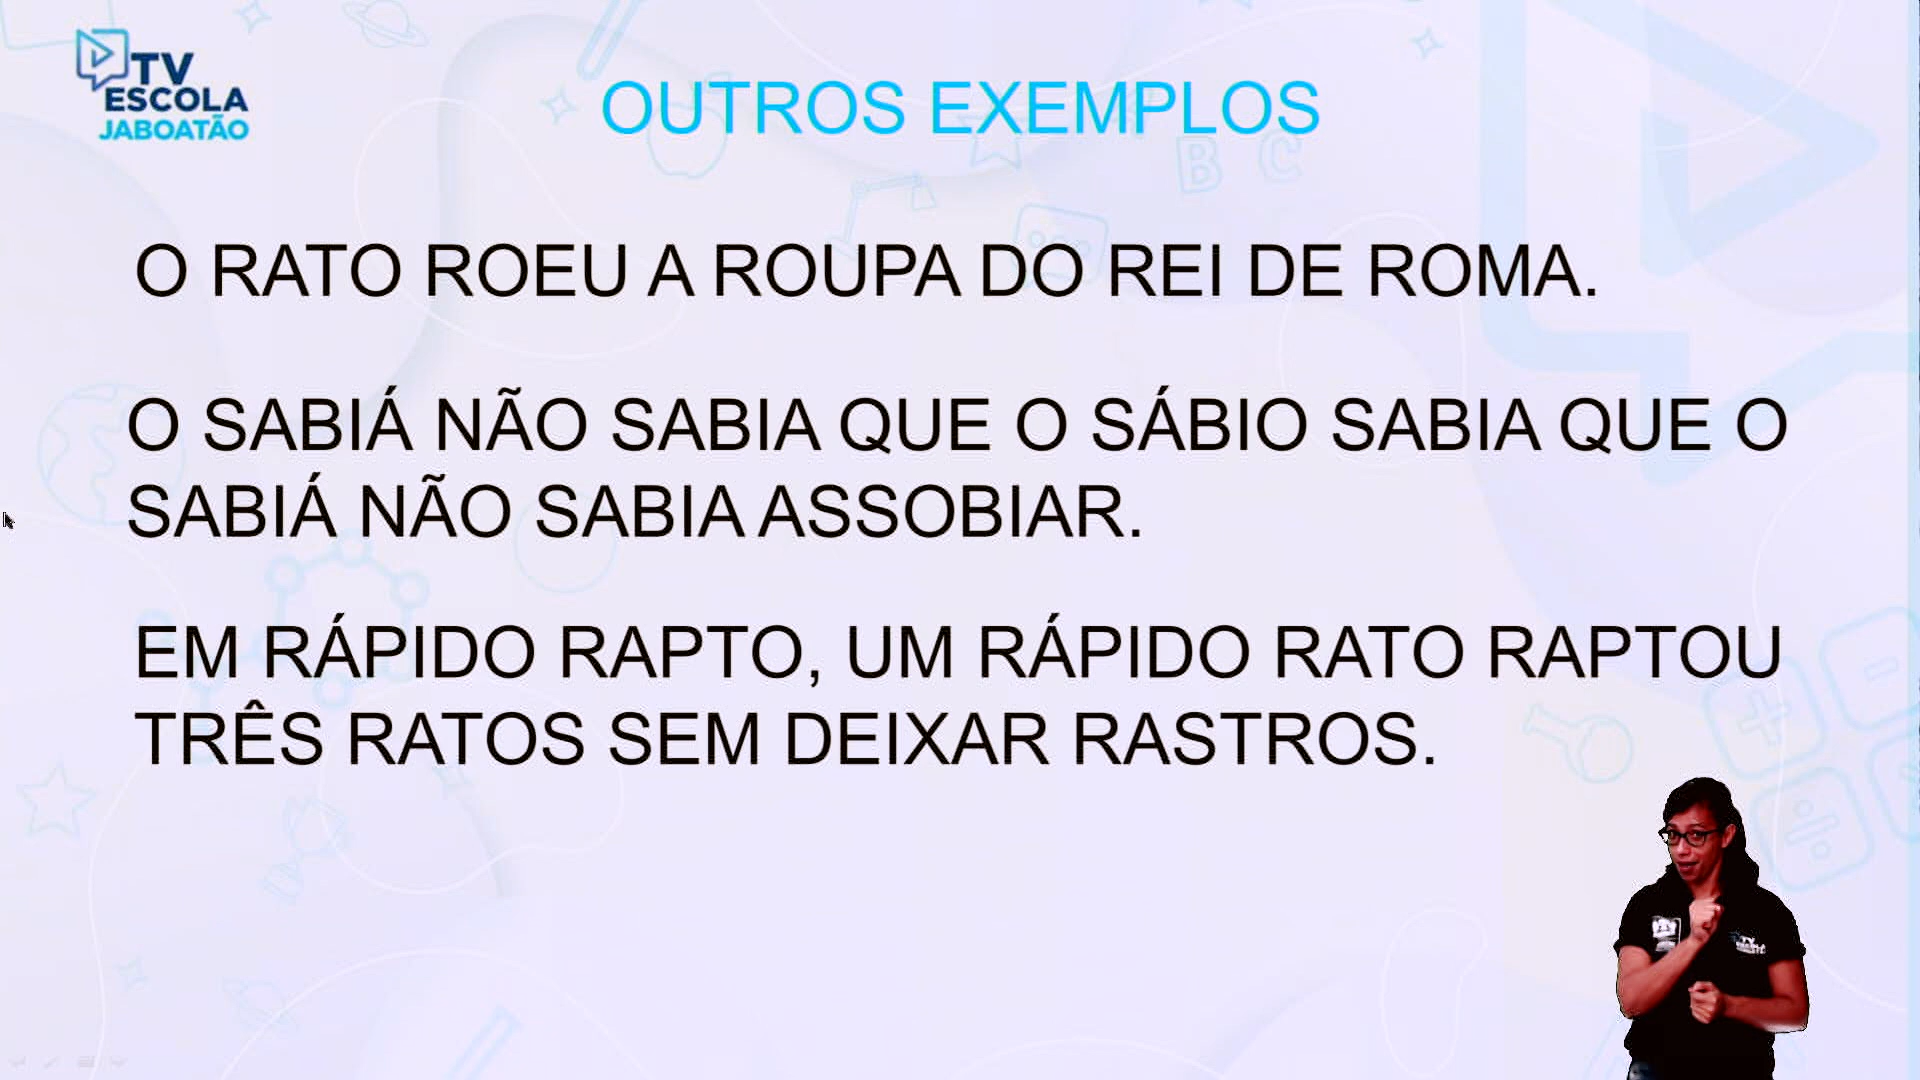 TV
ESCOLA
JABOATÃO
OUTROS EXEMPLOS
B C
O RATO ROEU A ROUPA DO REI DE ROMA.
O SABIÁ NÃO SABIA QUE O SÁBIO SABIA QUE O
SABIÁ NÃO SABIA ASSOBIAR.
EM RÁPIDO RAPTO, UM RÁPIDO RATO RAPTOU
TRÊS RATOS SEM DEIXAR RASTROS.
TV